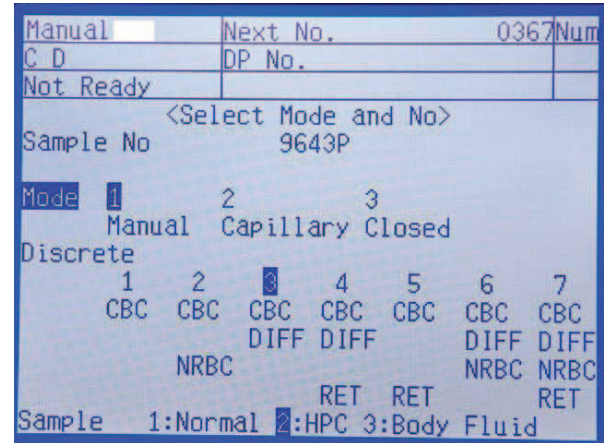 Manual Next No. 0367 Num
C D DP No.
Not Ready
<Select Mode and No>
Sample No 9643P
Mode 1 2 3
Manual Capillary Closed
Discrete
1 2 3 4 5 6 7
CBC CBC CBC CBC CBC CBC CBC
DIFF DIFF DIFF DIFF
NRBC NRBC NRBC
RET RET RET
Sample 1:Normal 2:HPC 3:Body Fluid